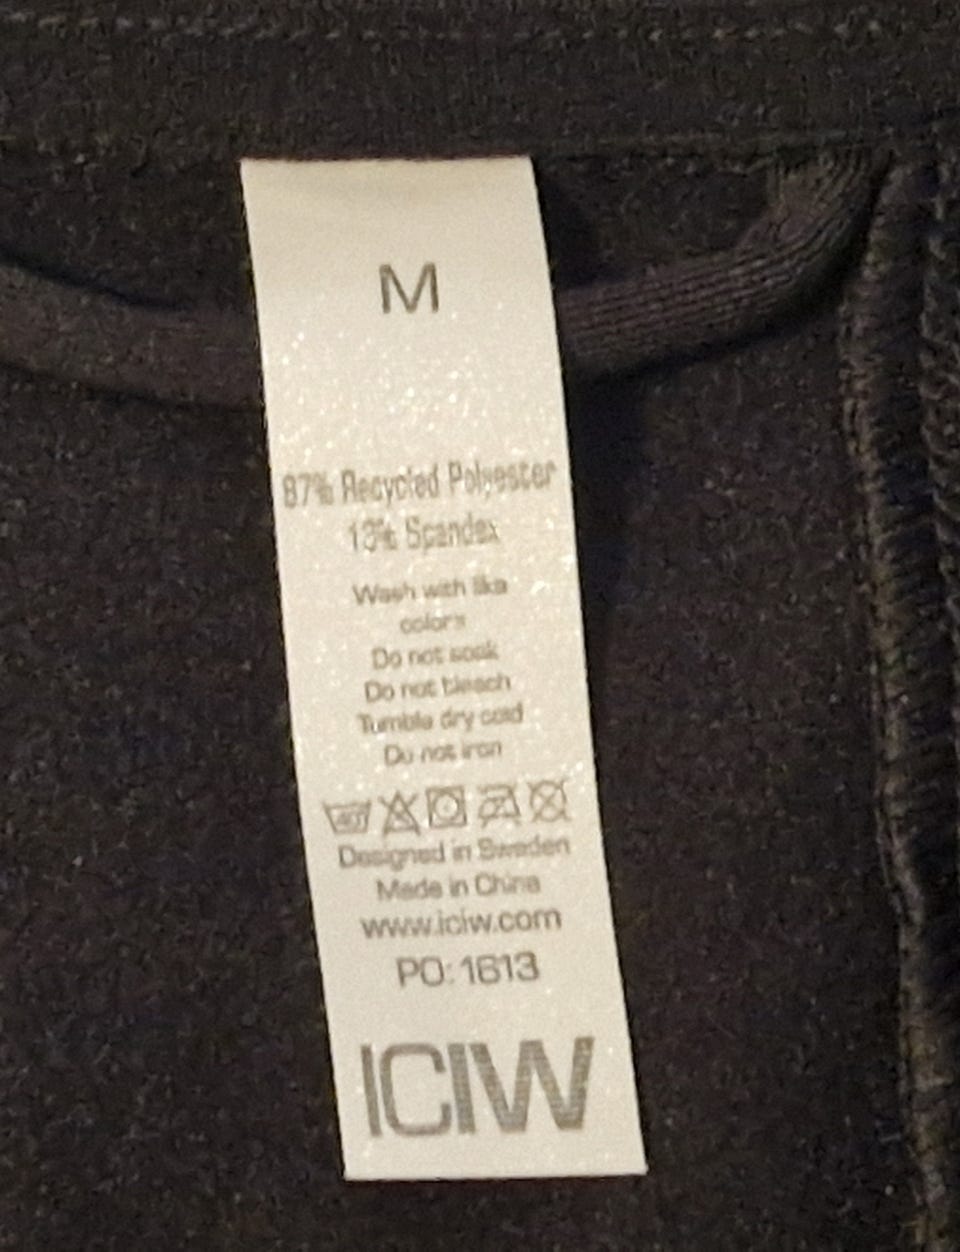 M
87% Recycled Polyester
13% Spandex
Wash with like
colors
Do not soak
Do not bleach
Tumble dry cold
Do not iron
40
Designed in Sweden
Made in China
www.iciw.com
PO: 1613
ICIW